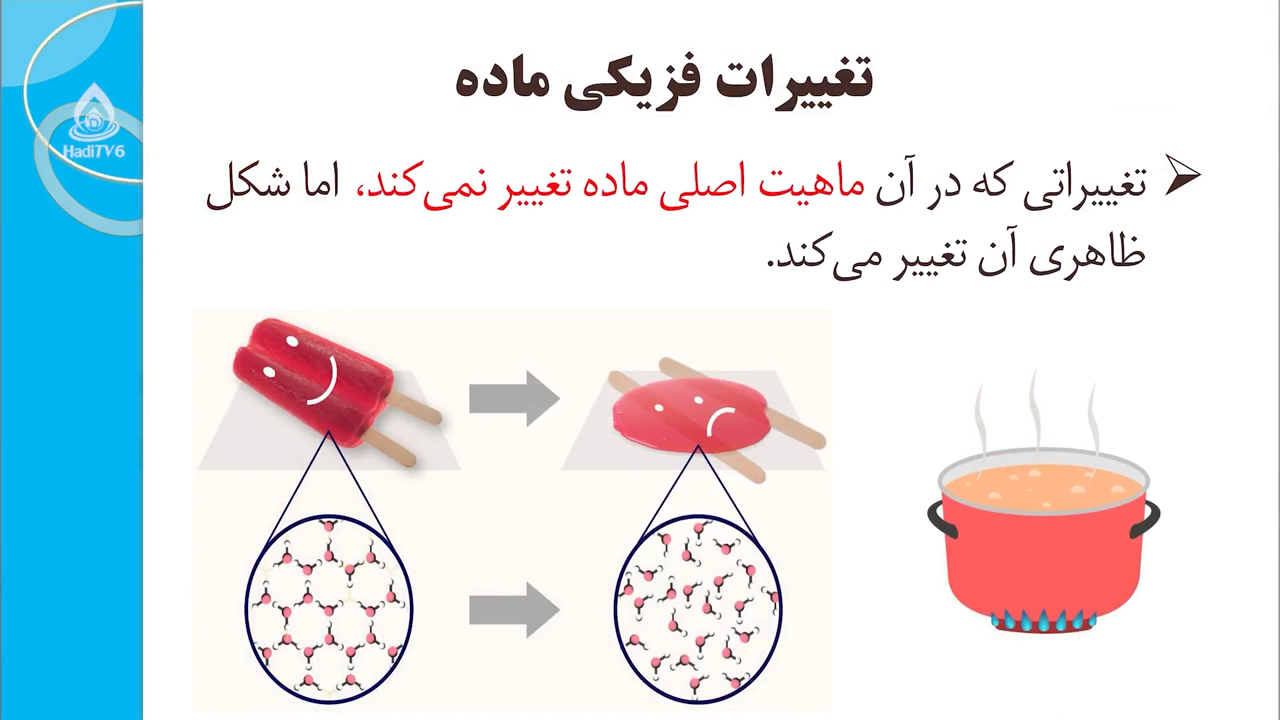 تغییرات فزیکی ماده
تغییراتی که در آن ماهیت اصلی ماده تغییر نمی‌کند، اما شکل
ظاهری آن تغییر می‌کند.
HadiTV6